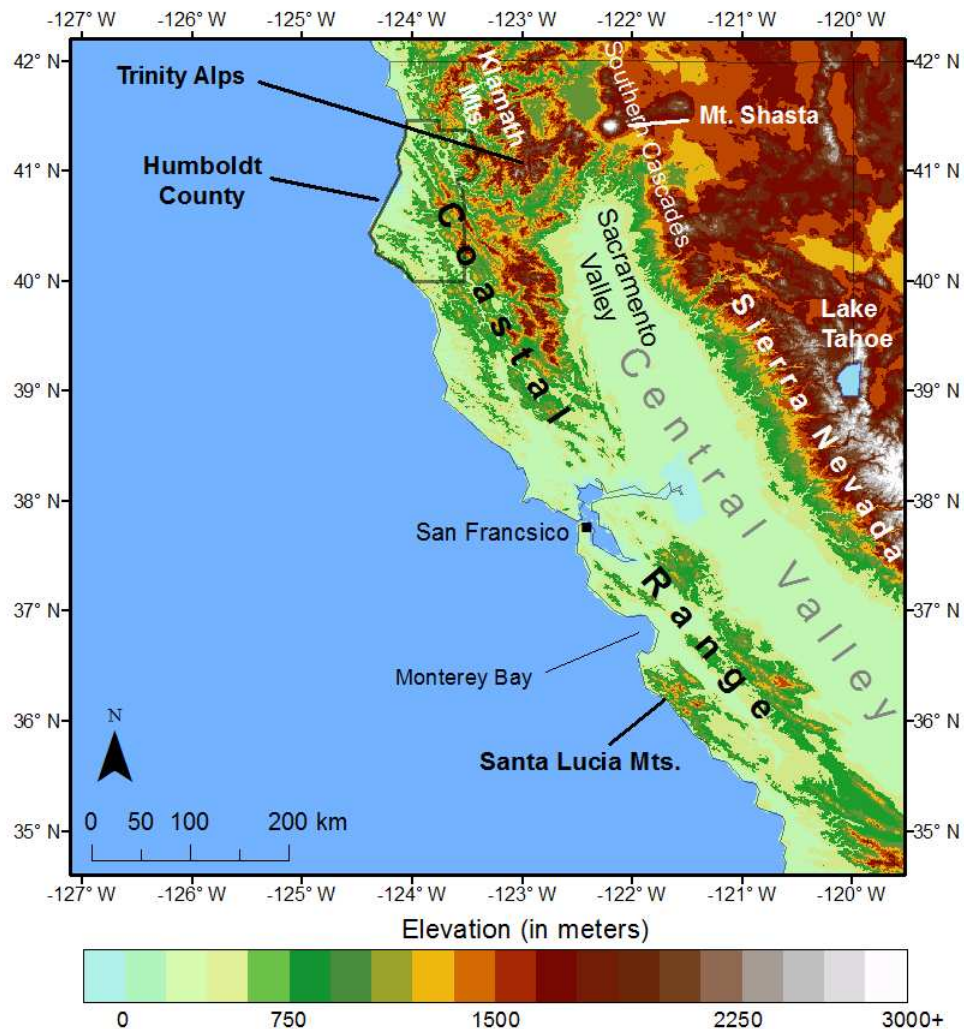 -127° W -126° W -125° W -124° W -123° W -122° W -121° W -120° W
42° N 42° N
Trinity Alps
Klamath
Mts
Southern Cascades
Mt. Shasta
41° N 41° N
Humboldt
County
Coastal
Sacramento
Valley
40° N 40° N
Sierra Nevada
Lake
Tahoe
39° N 39° N
Central Valley
38° N 38° N
San Francsico
Range
37° N 37° N
Monterey Bay
36° N 36° N
Santa Lucia Mts.
N
0 50 100 200 km
35° N 35° N
-127° W -126° W -125° W -124° W -123° W -122° W -121° W -120° W
Elevation (in meters)
0 750 1500 2250 3000+